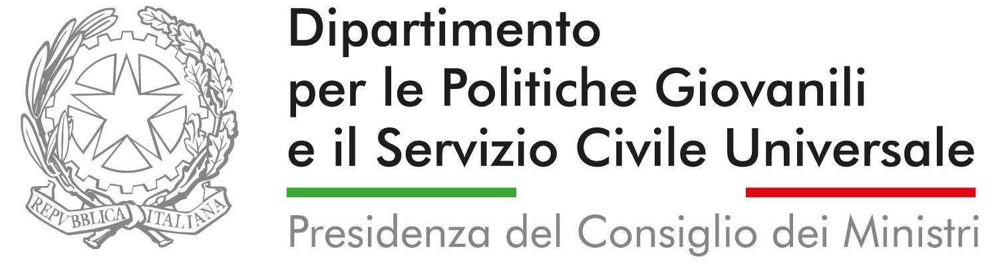 REPVBBLICA ITALIANA
Dipartimento
per le Politiche Giovanili
e il Servizio Civile Universale
Presidenza del Consiglio dei Ministri